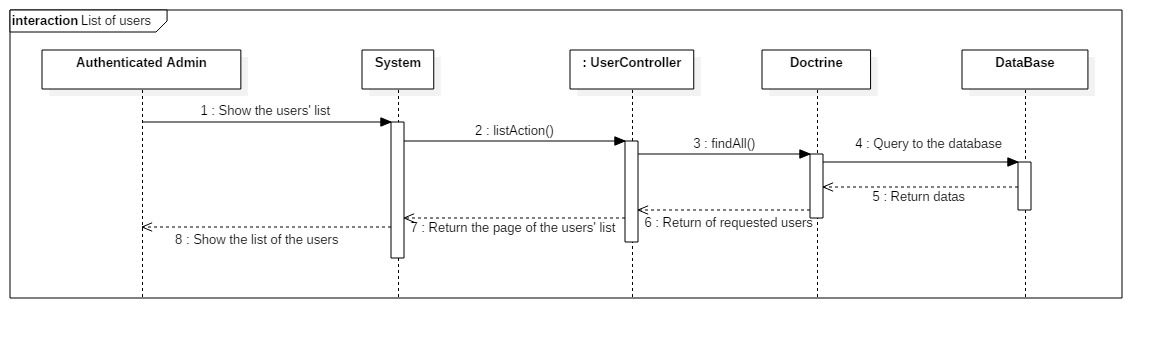 interaction List of users
Authenticated Admin
System
: UserController
Doctrine
DataBase
1 : Show the users' list
2 : listAction()
3 : findAll()
4 : Query to the database
5 : Return datas
6 : Return of requested users
7 : Return the page of the users' list
8 : Show the list of the users